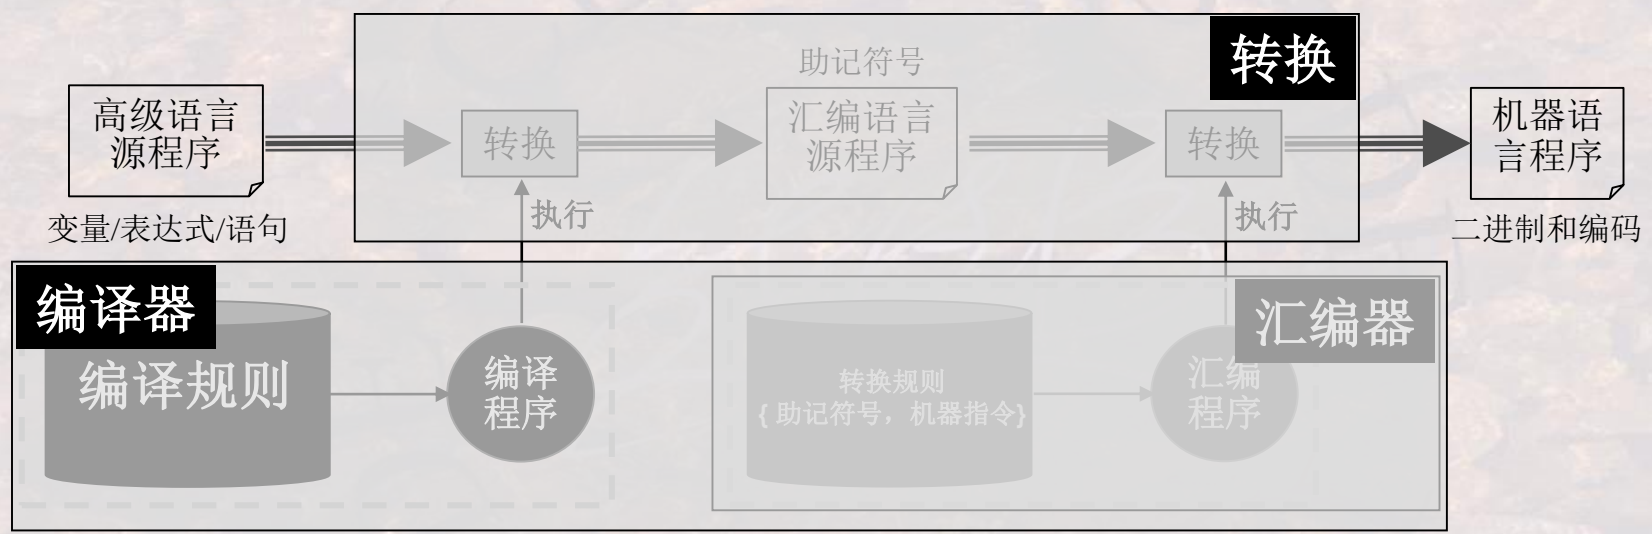 助记符号
转换
高级语言
源程序
转换
汇编语言
源程序
转换
机器语
言程序
变量/表达式/语句
执行
执行
二进制和编码
编译器
汇编器
编译规则
编译
程序
转换规则
{ 助记符号，机器指令}
汇编
程序